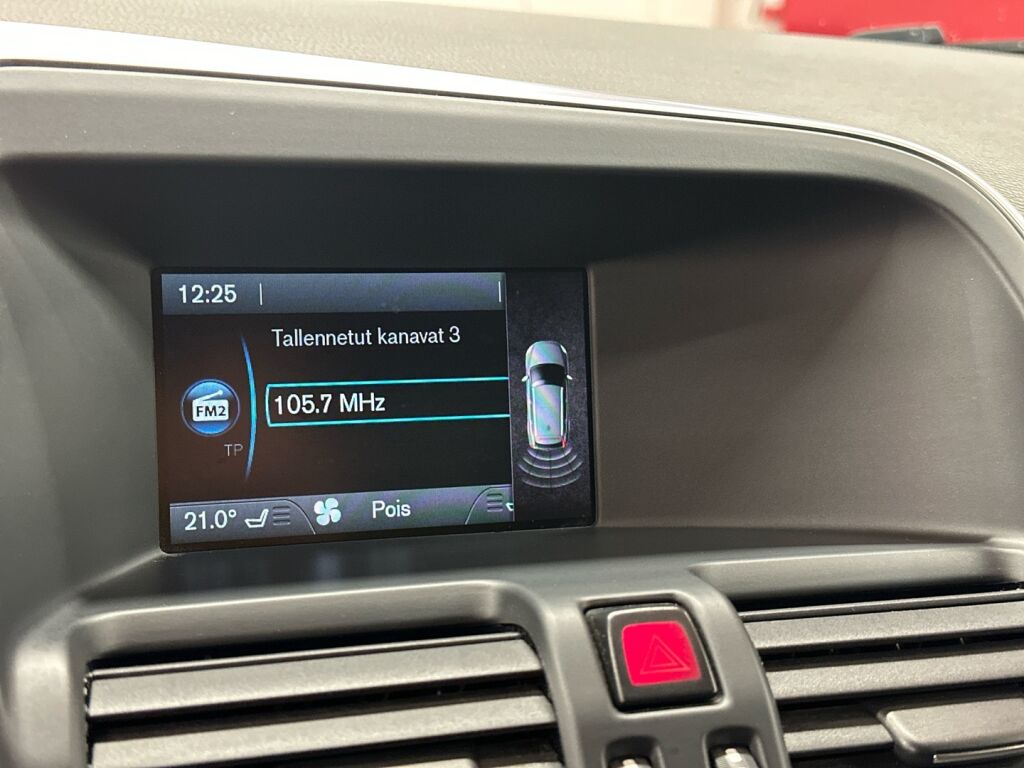 12:25
Tallennetut kanavat 3
105.7 MHz
FM2
TP
21.0°
Pois